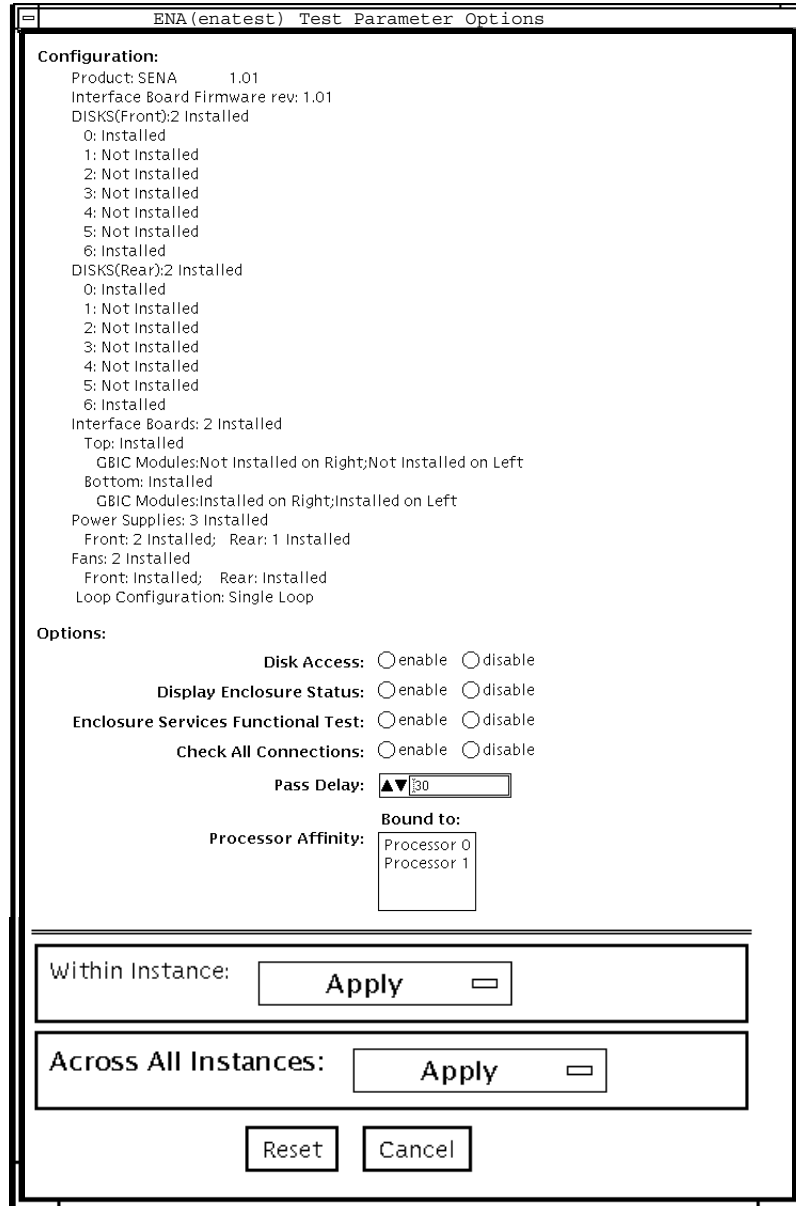 ENA(enatest) Test Parameter Options
Configuration:
Product: SENA 1.01
Interface Board Firmware rev: 1.01
DISKS(Front):2 Installed
0: Installed
1: Not Installed
2: Not Installed
3: Not Installed
4: Not Installed
5: Not Installed
6: Installed
DISKS(Rear):2 Installed
0: Installed
1: Not Installed
2: Not Installed
3: Not Installed
4: Not Installed
5: Not Installed
6: Installed
Interface Boards: 2 Installed
Top: Installed
GBIC Modules:Not Installed on Right;Not Installed on Left
Bottom: Installed
GBIC Modules:Installed on Right;Installed on Left
Power Supplies: 3 Installed
Front: 2 Installed; Rear: 1 Installed
Fans: 2 Installed
Front: Installed; Rear: Installed
Loop Configuration: Single Loop
Options:
Disk Access: enable disable
Display Enclosure Status: enable disable
Enclosure Services Functional Test: enable disable
Check All Connections: enable disable
Pass Delay: 30
Bound to:
Processor Affinity:
Processor 0
Processor 1
Within Instance: Apply
Across All Instances: Apply
Reset Cancel